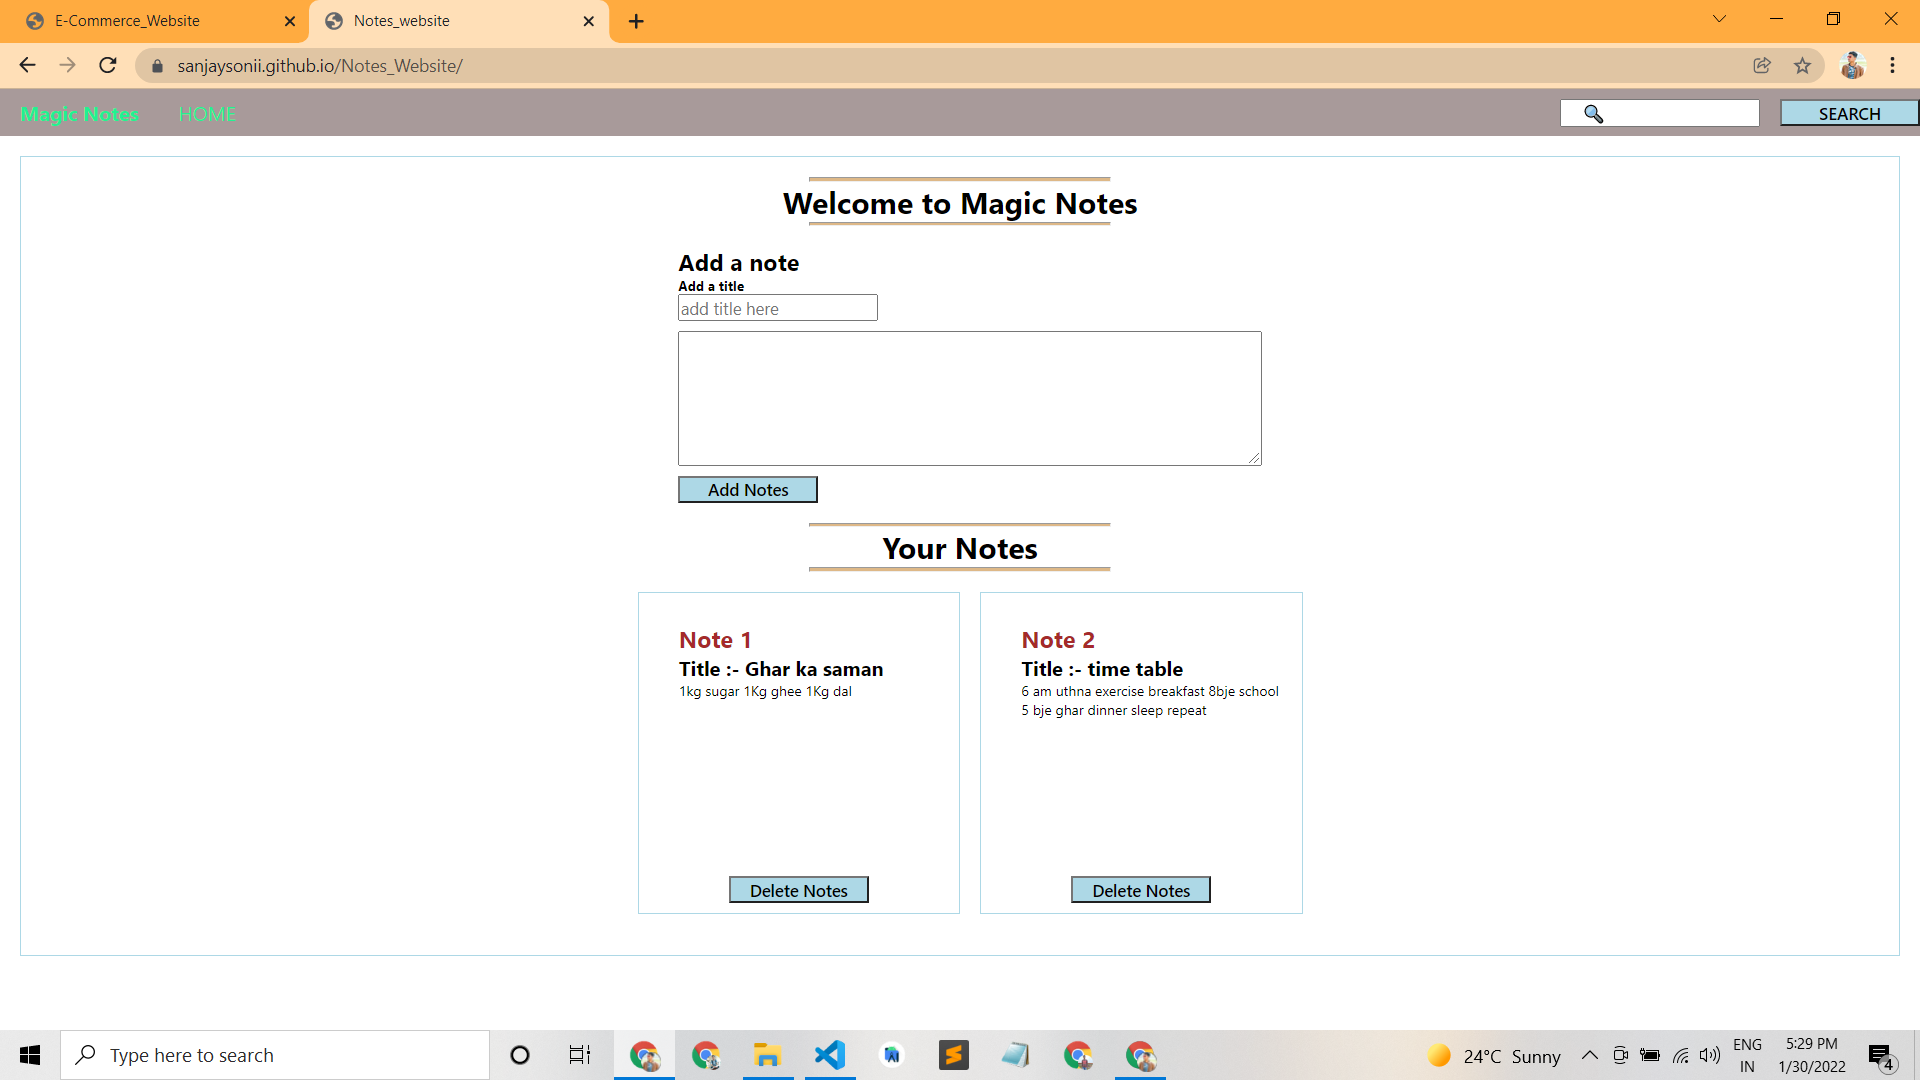 E-Commerce_Website
Notes_website
sanjaysonii.github.io/Notes_Website/
Magic Notes
HOME
SEARCH
Welcome to Magic Notes
Add a note
Add a title
add title here
Add Notes
Your Notes
Note 1
Title :- Ghar ka saman
1kg sugar 1Kg ghee 1Kg dal
Delete Notes
Note 2
Title :- time table
6 am uthna exercise breakfast 8bje school
5 bje ghar dinner sleep repeat
Delete Notes
Type here to search
24°C Sunny
ENG
IN
5:29 PM
1/30/2022
4